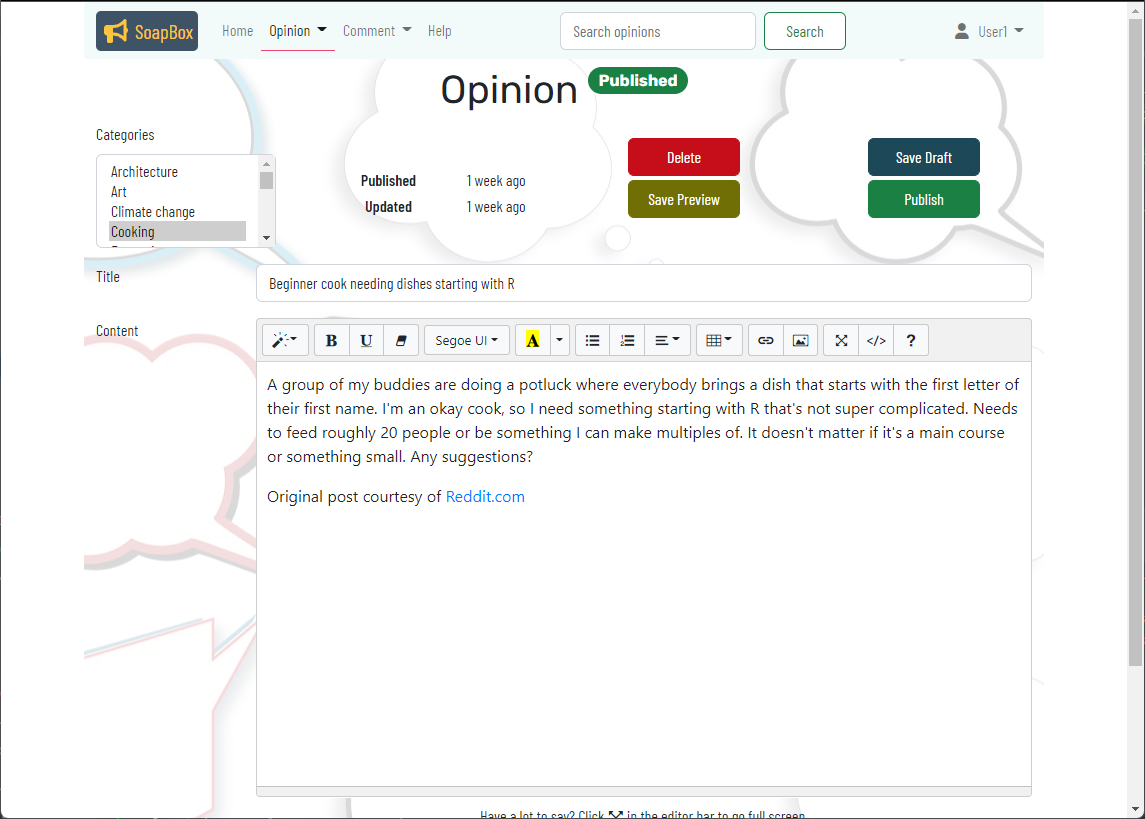 SoapBox Home Opinion Comment Help Search opinions Search User1
Opinion Published
Categories
Architecture
Art
Climate change
Cooking
Published 1 week ago
Updated 1 week ago
Delete
Save Preview
Save Draft
Publish
Title
Beginner cook needing dishes starting with R
Content
B U Segoe UI A </> ?
A group of my buddies are doing a potluck where everybody brings a dish that starts with the first letter of
their first name. I'm an okay cook, so I need something starting with R that's not super complicated. Needs
to feed roughly 20 people or be something I can make multiples of. It doesn't matter if it's a main course
or something small. Any suggestions?
Original post courtesy of Reddit.com
Have a lot to say? Click in the editor bar to go full screen